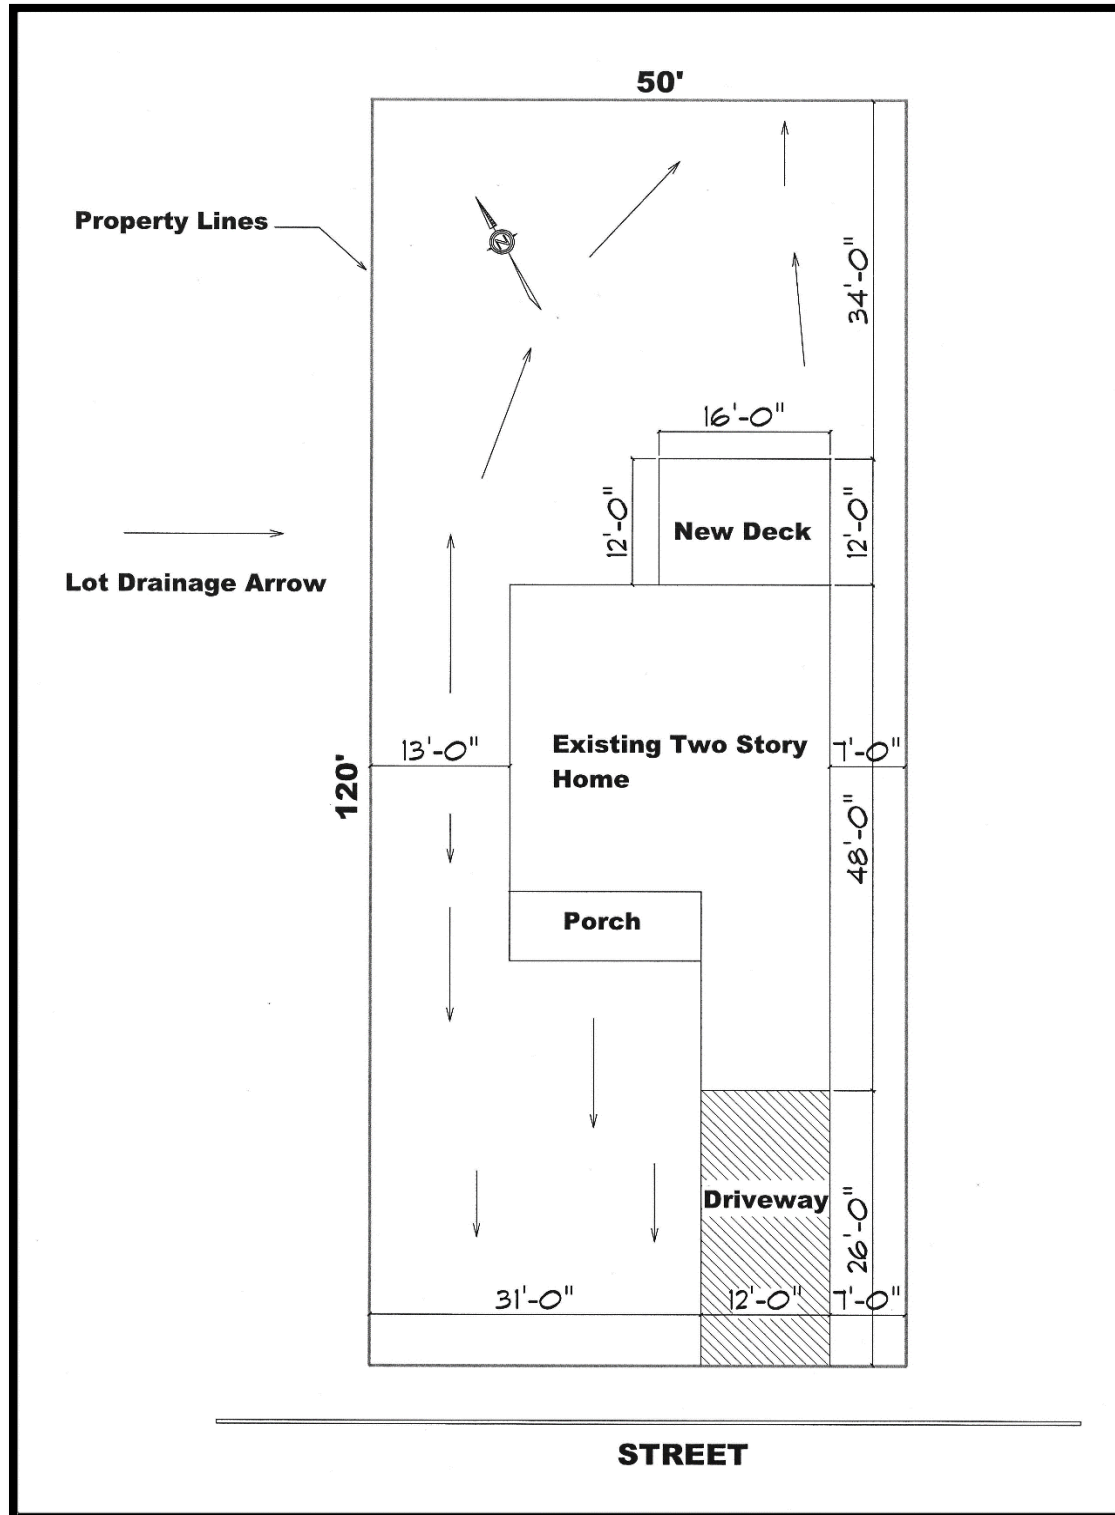 50'
Property Lines
N
34'-0"
16'-0"
12'-0"
New Deck
12'-0"
Lot Drainage Arrow
13'-0"
Existing Two Story
Home
7'-0"
120'
48'-0"
Porch
Driveway
26'-0"
31'-0"
12'-0"
7'-0"
STREET